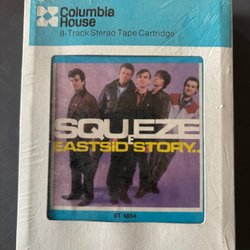 Columbia
House
8-Track Stereo Tape Cartridge
SQUEEZE
EASTSIDE STORY..
8T 4854